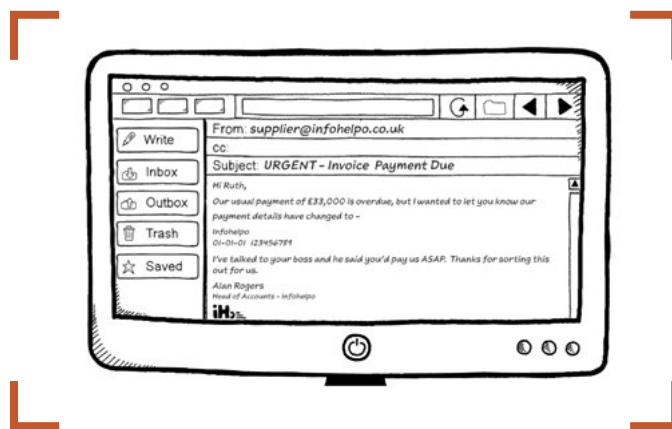 Write
Inbox
Outbox
Trash
Saved
From: supplier@infohelpo.co.uk
cc:
Subject: URGENT - Invoice Payment Due
Hi Ruth,
Our usual payment of £33,000 is overdue, but I wanted to let you know our
payment details have changed to -
Infohelpo
01-01-01 123456789
I've talked to your boss and he said you'd pay us ASAP. Thanks for sorting this
out for us.
Alan Rogers
Head of Accounts - Infohelpo
iH